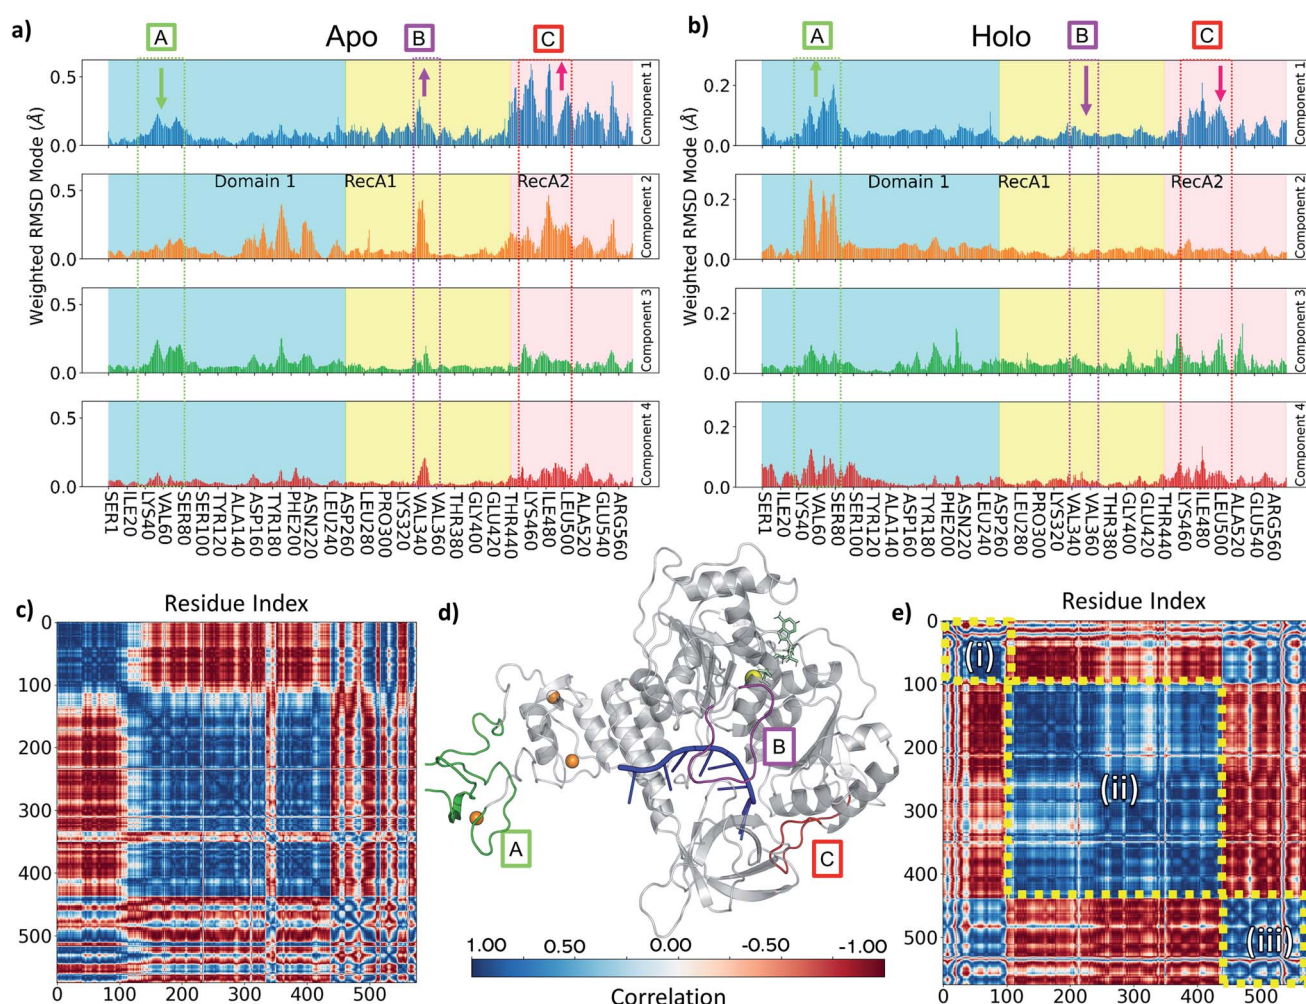 a)
A
Apo
B
C
b)
A
Holo
B
C
Weighted RMSD Mode (Å)
0.5
0.0
Component 1
0.5
0.0
Domain 1
RecA1
RecA2
Component 2
0.5
0.0
Component 3
0.5
0.0
Component 4
SER1
ILE20
LYS40
VAL60
SER80
SER100
TYR120
ALA140
ASP160
TYR180
PHE200
ASN220
LEU240
ASP260
LEU280
PRO300
LYS320
VAL340
VAL360
THR380
GLY400
GLU420
THR440
LYS460
ILE480
LEU500
ALA520
GLU540
ARG560
Weighted RMSD Mode (Å)
0.2
0.0
Component 1
0.2
0.0
Domain 1
RecA1
RecA2
Component 2
0.2
0.0
Component 3
0.2
0.0
Component 4
SER1
ILE20
LYS40
VAL60
SER80
SER100
TYR120
ALA140
ASP160
TYR180
PHE200
ASN220
LEU240
ASP260
LEU280
PRO300
LYS320
VAL340
VAL360
THR380
GLY400
GLU420
THR440
LYS460
ILE480
LEU500
ALA520
GLU540
ARG560
c)
Residue Index
0
100
200
300
400
500
0 100 200 300 400 500
d)
A
B
C
1.00 0.50 0.00 -0.50 -1.00
Correlation
e)
Residue Index
0
100
200
300
400
500
(i)
(ii)
(iii)
0 100 200 300 400 500